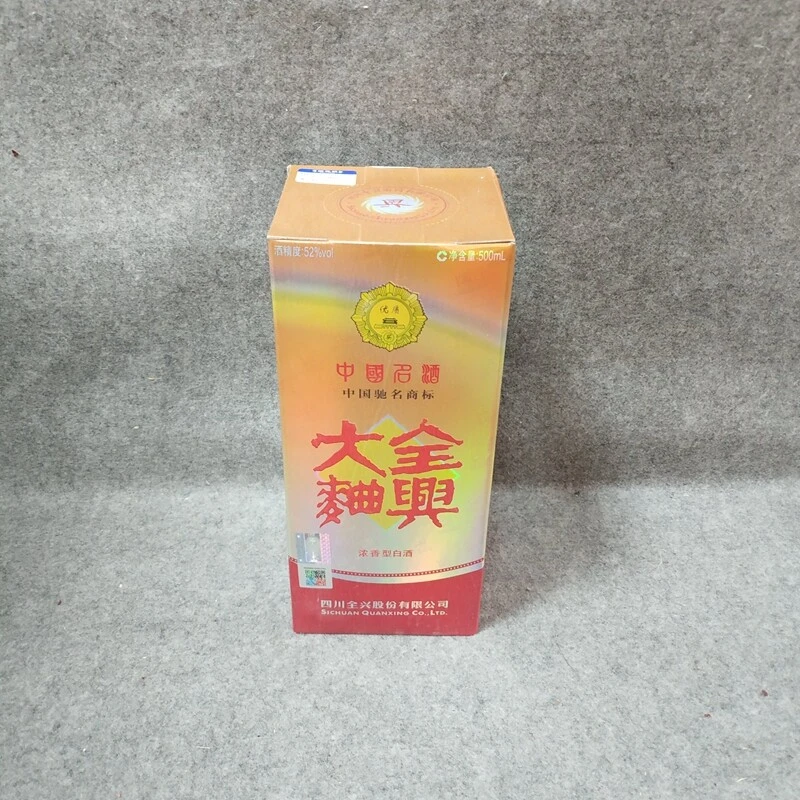 酒精度:52%vol
净含量:500mL
优质
中國名酒
中国驰名商标
全興
大麯
浓香型白酒
四川全兴股份有限公司
SICHUAN QUANXING CO.,LTD.